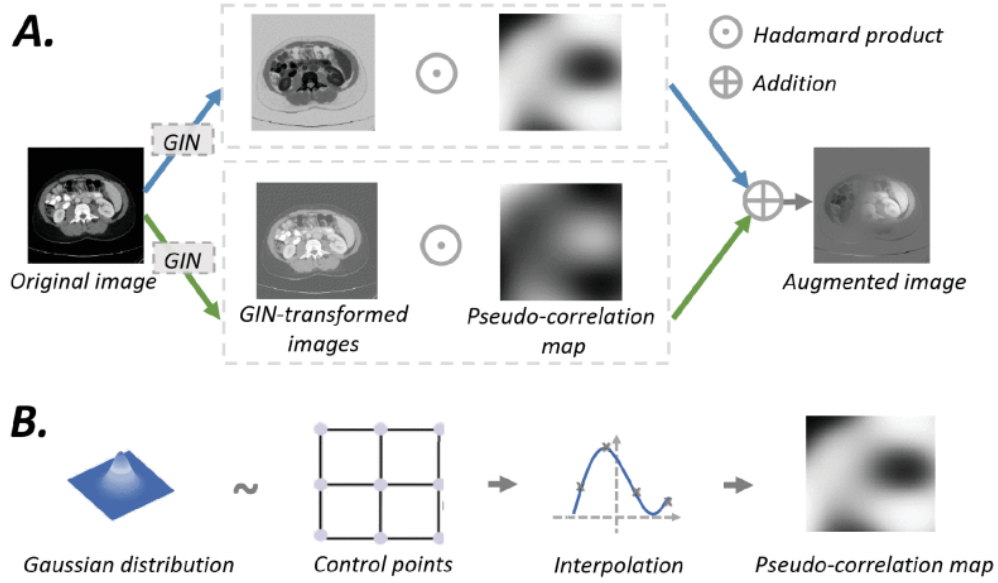 A.
Hadamard product
Addition
GIN
GIN
Original image
GIN-transformed
images
Pseudo-correlation
map
Augmented image
B.
~
Gaussian distribution
Control points
Interpolation
Pseudo-correlation map